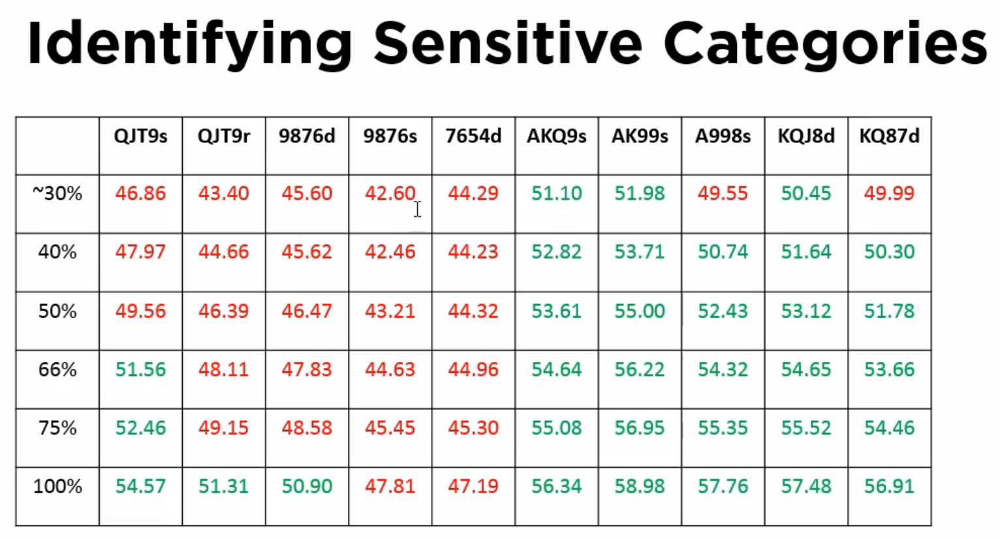 Identifying Sensitive Categories
QJT9s QJT9r 9876d 9876s 7654d AKQ9s AK99s A998s KQJ8d KQ87d
~30% 46.86 43.40 45.60 42.60 44.29 51.10 51.98 49.55 50.45 49.99
40% 47.97 44.66 45.62 42.46 44.23 52.82 53.71 50.74 51.64 50.30
50% 49.56 46.39 46.47 43.21 44.32 53.61 55.00 52.43 53.12 51.78
66% 51.56 48.11 47.83 44.63 44.96 54.64 56.22 54.32 54.65 53.66
75% 52.46 49.15 48.58 45.45 45.30 55.08 56.95 55.35 55.52 54.46
100% 54.57 51.31 50.90 47.81 47.19 56.34 58.98 57.76 57.48 56.91